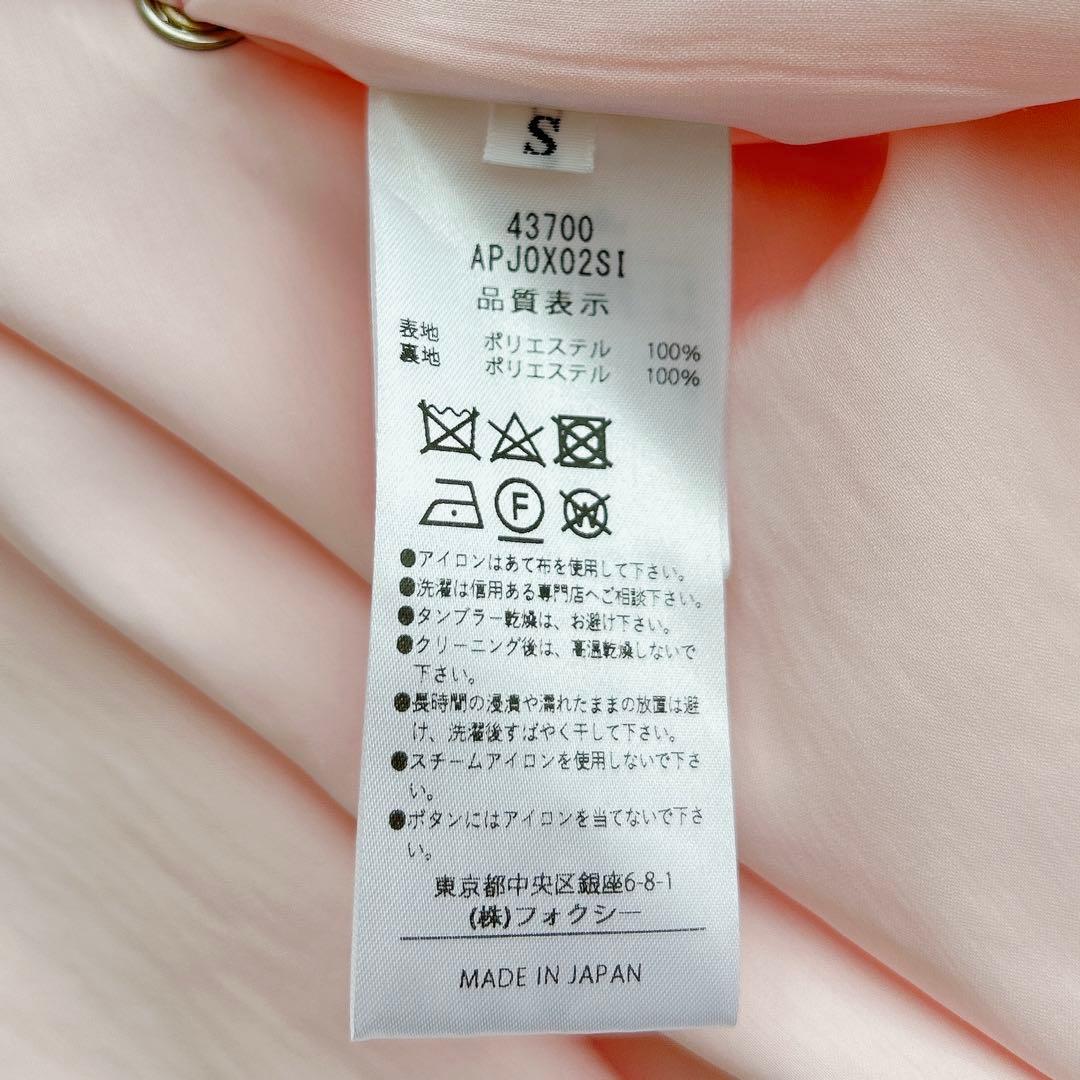 S
43700
APJ0X02SI
品質表示
表地 ポリエステル 100%
裏地 ポリエステル 100%
F
W
●アイロンはあて布を使用して下さい。
●洗濯は信用ある専門店へご相談下さい。
●タンブラー乾燥は、お避け下さい。
●クリーニング後は、高温乾燥しないで
下さい。
●長時間の浸漬や濡れたままの放置は避
け、洗濯後すばやく干して下さい。
●スチームアイロンを使用しないで下さ
い。
●ボタンにはアイロンを当てないで下さ
い。
東京都中央区銀座6-8-1
(株)フォクシー
MADE IN JAPAN